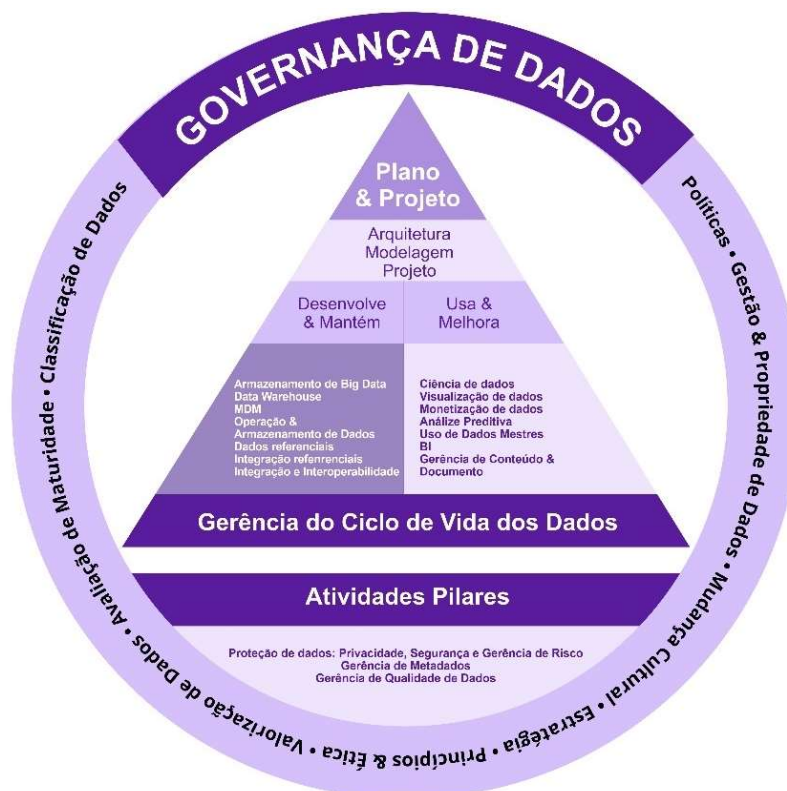 GOVERNANÇA DE DADOS
Plano
& Projeto
Arquitetura
Modelagem
Projeto
Desenvolve
& Mantém
Usa &
Melhora
Armazenamento de Big Data
Data Warehouse
MDM
Operação &
Armazenamento de Dados
Dados referenciais
Integração refenrenciais
Integração e Interoperabilidade
Ciência de dados
Visualização de dados
Monetização de dados
Análize Preditiva
Uso de Dados Mestres
BI
Gerência de Conteúdo &
Documento
Gerência do Ciclo de Vida dos Dados
Atividades Pilares
Proteção de dados: Privacidade, Segurança e Gerência de Risco
Gerência de Metadados
Gerência de Qualidade de Dados
Políticas • Gestão & Propriedade de Dados • Mudança Cultural • Estratégia • Princípios & Ética • Valorização de Dados • Avaliação de Maturidade • Classificação de Dados